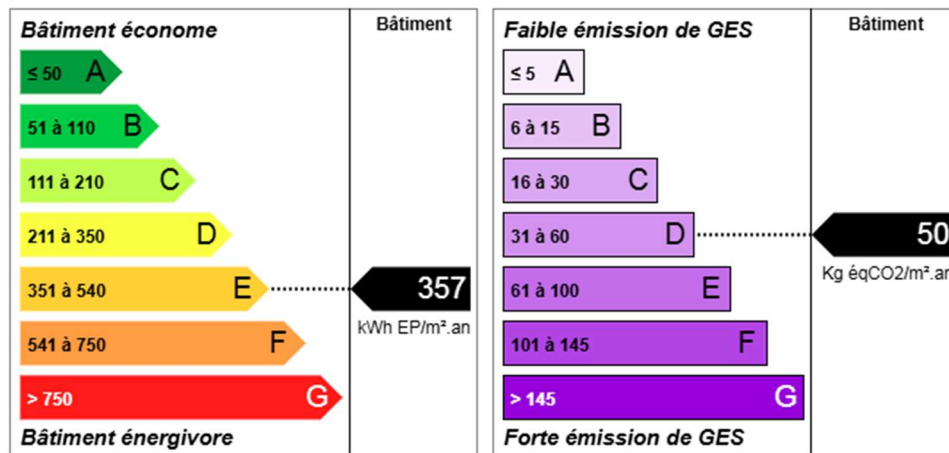 Bâtiment économe
Bâtiment
≤ 50 A
51 à 110 B
111 à 210 C
211 à 350 D
351 à 540 E
357
kWh EP/m².an
541 à 750 F
> 750 G
Bâtiment énergivore
Faible émission de GES
Bâtiment
≤ 5 A
6 à 15 B
16 à 30 C
31 à 60 D
50
Kg éqCO2/m².an
61 à 100 E
101 à 145 F
> 145 G
Forte émission de GES